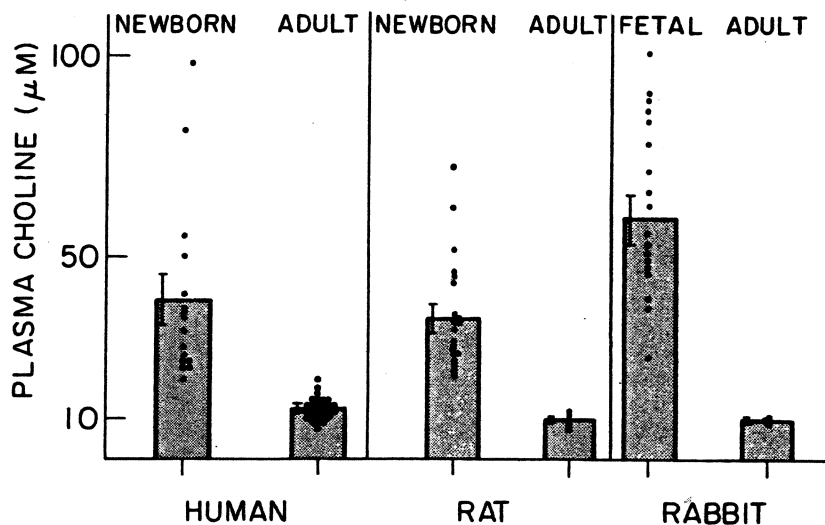 NEWBORN ADULT NEWBORN ADULT FETAL ADULT
PLASMA CHOLINE (μM)
100
50
10
HUMAN RAT RABBIT